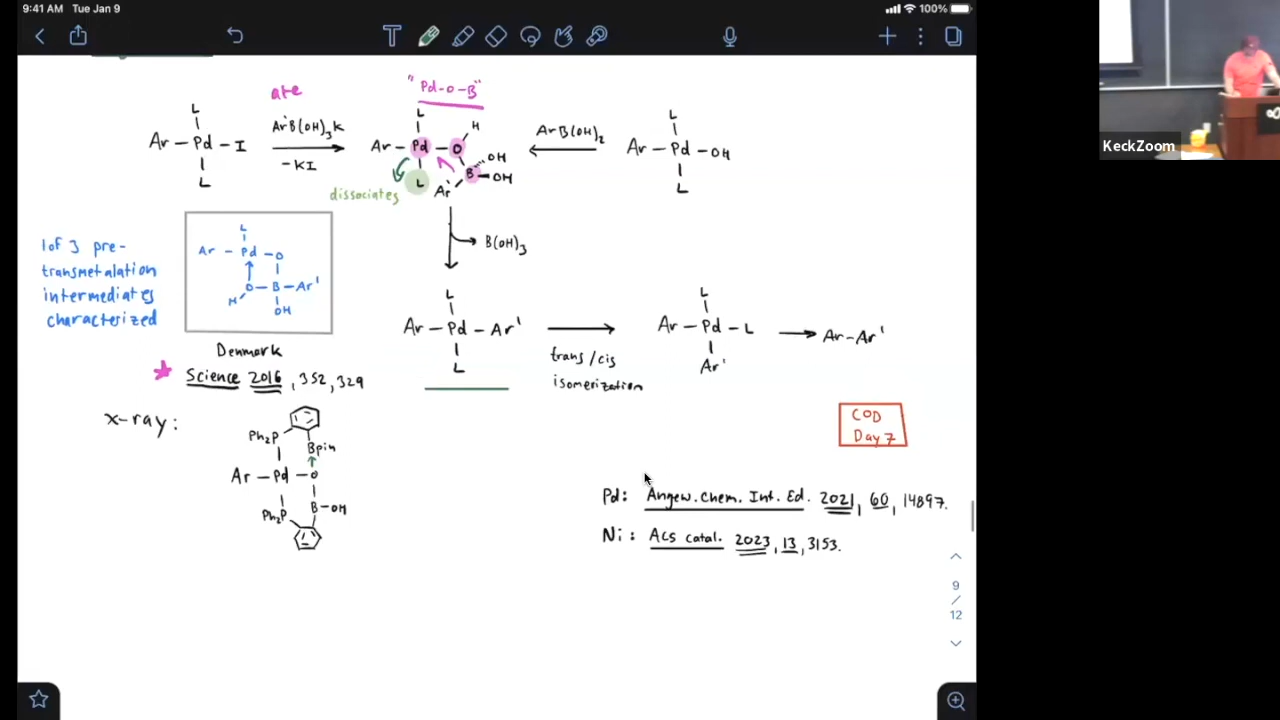 9:41 AM Tue Jan 9
100%
ate
"Pd-O-B"
L
Ar-Pd-I
L
Ar'B(OH)3K
-KI
L
Ar-Pd-O
H
B
OH
OH
L
Ar'
dissociates
ArB(OH)2
L
Ar-Pd-OH
L
B(OH)3
1 of 3 pre-
transmetalation
intermediates
characterized
L
Ar-Pd-O
O-B-Ar'
H
OH
Denmark
Science 2016, 352, 329
L
Ar-Pd-Ar'
L
trans/cis
isomerization
L
Ar-Pd-L
Ar'
Ar-Ar'
x-ray:
Ph2P
Bpin
Ar-Pd-O
Ph2P
B-OH
COD
Day 7
Pd: Angew. Chem. Int. Ed. 2021, 60, 14897.
Ni: ACS catal. 2023, 13, 3153.
9
/
12
KeckZoom